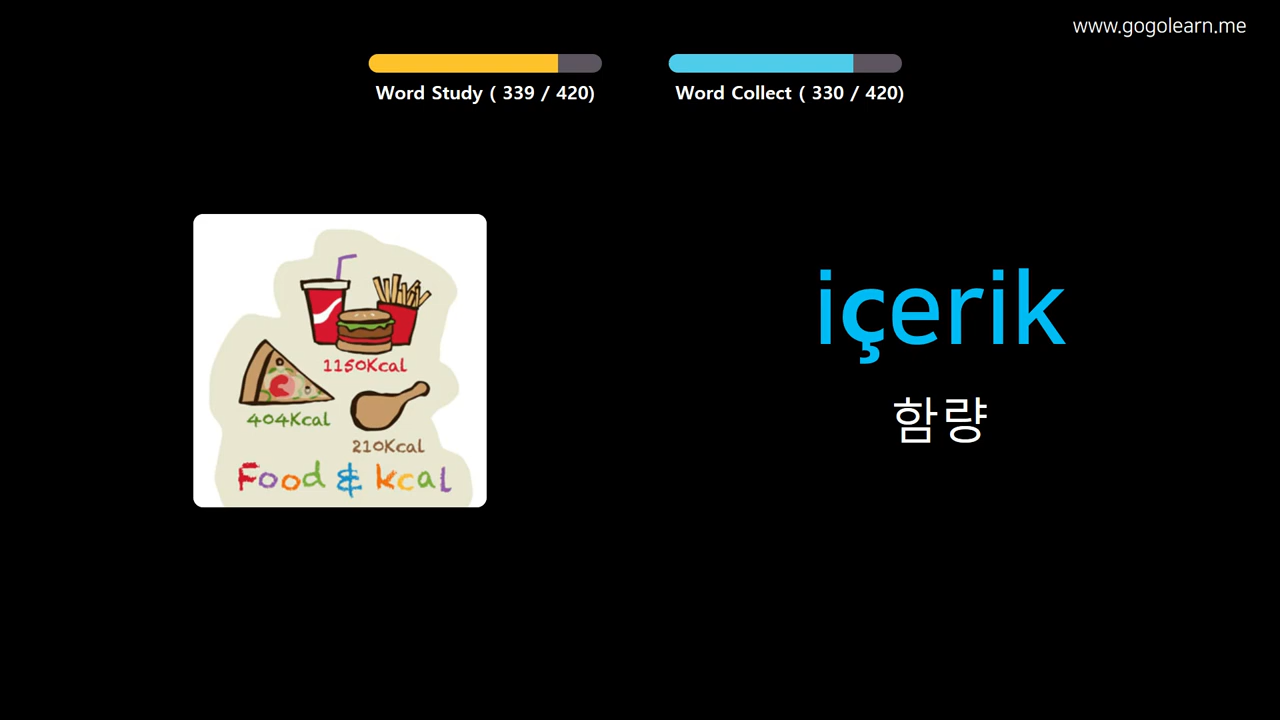 www.gogolearn.me
Word Study ( 339 / 420)
Word Collect ( 330 / 420)
1150Kcal
404Kcal
210Kcal
Food & kcal
içerik
함량